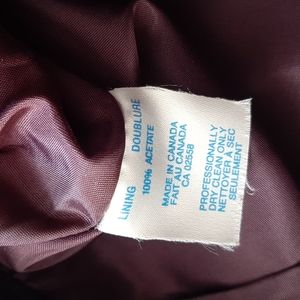 LINING DOUBLURE
100% ACETATE
MADE IN CANADA
FAIT AU CANADA
CA 02558
PROFESSIONALLY
DRY CLEAN ONLY
NETTOYER A SEC
SEULEMENT